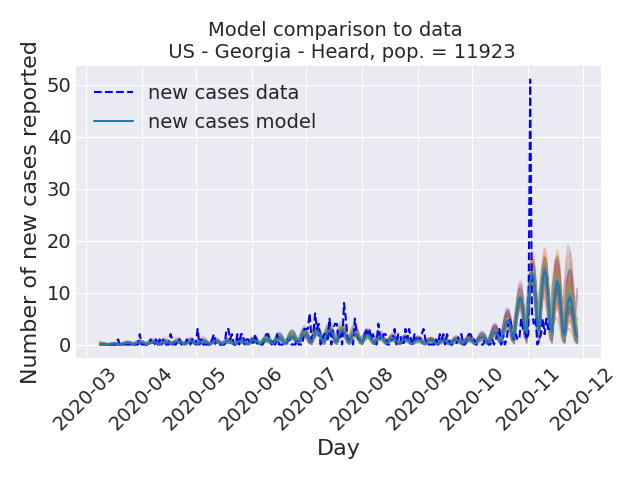 Model comparison to data
US - Georgia - Heard, pop. = 11923
Number of new cases reported
50
40
30
20
10
0
new cases data
new cases model
2020-03
2020-04
2020-05
2020-06
2020-07
2020-08
2020-09
2020-10
2020-11
2020-12
Day